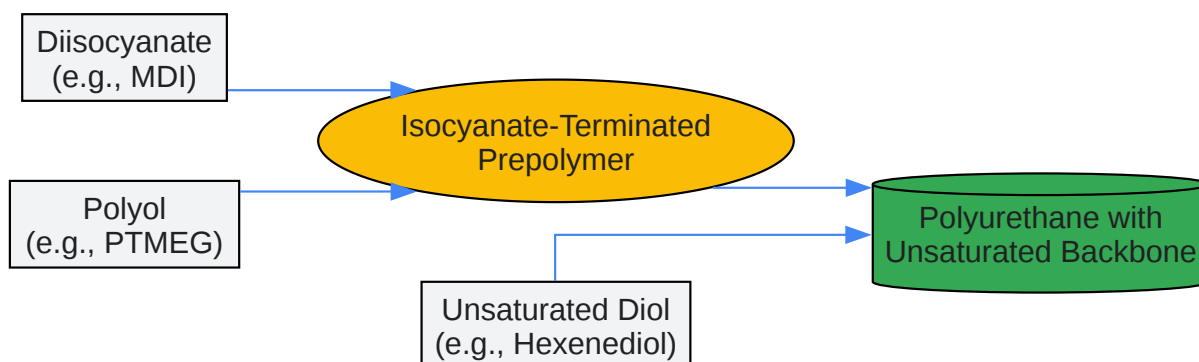 Diisocyanate
(e.g., MDI)
Isocyanate-Terminated
Prepolymer
Polyol
(e.g., PTMEG)
Polyurethane with
Unsaturated Backbone
Unsaturated Diol
(e.g., Hexenediol)